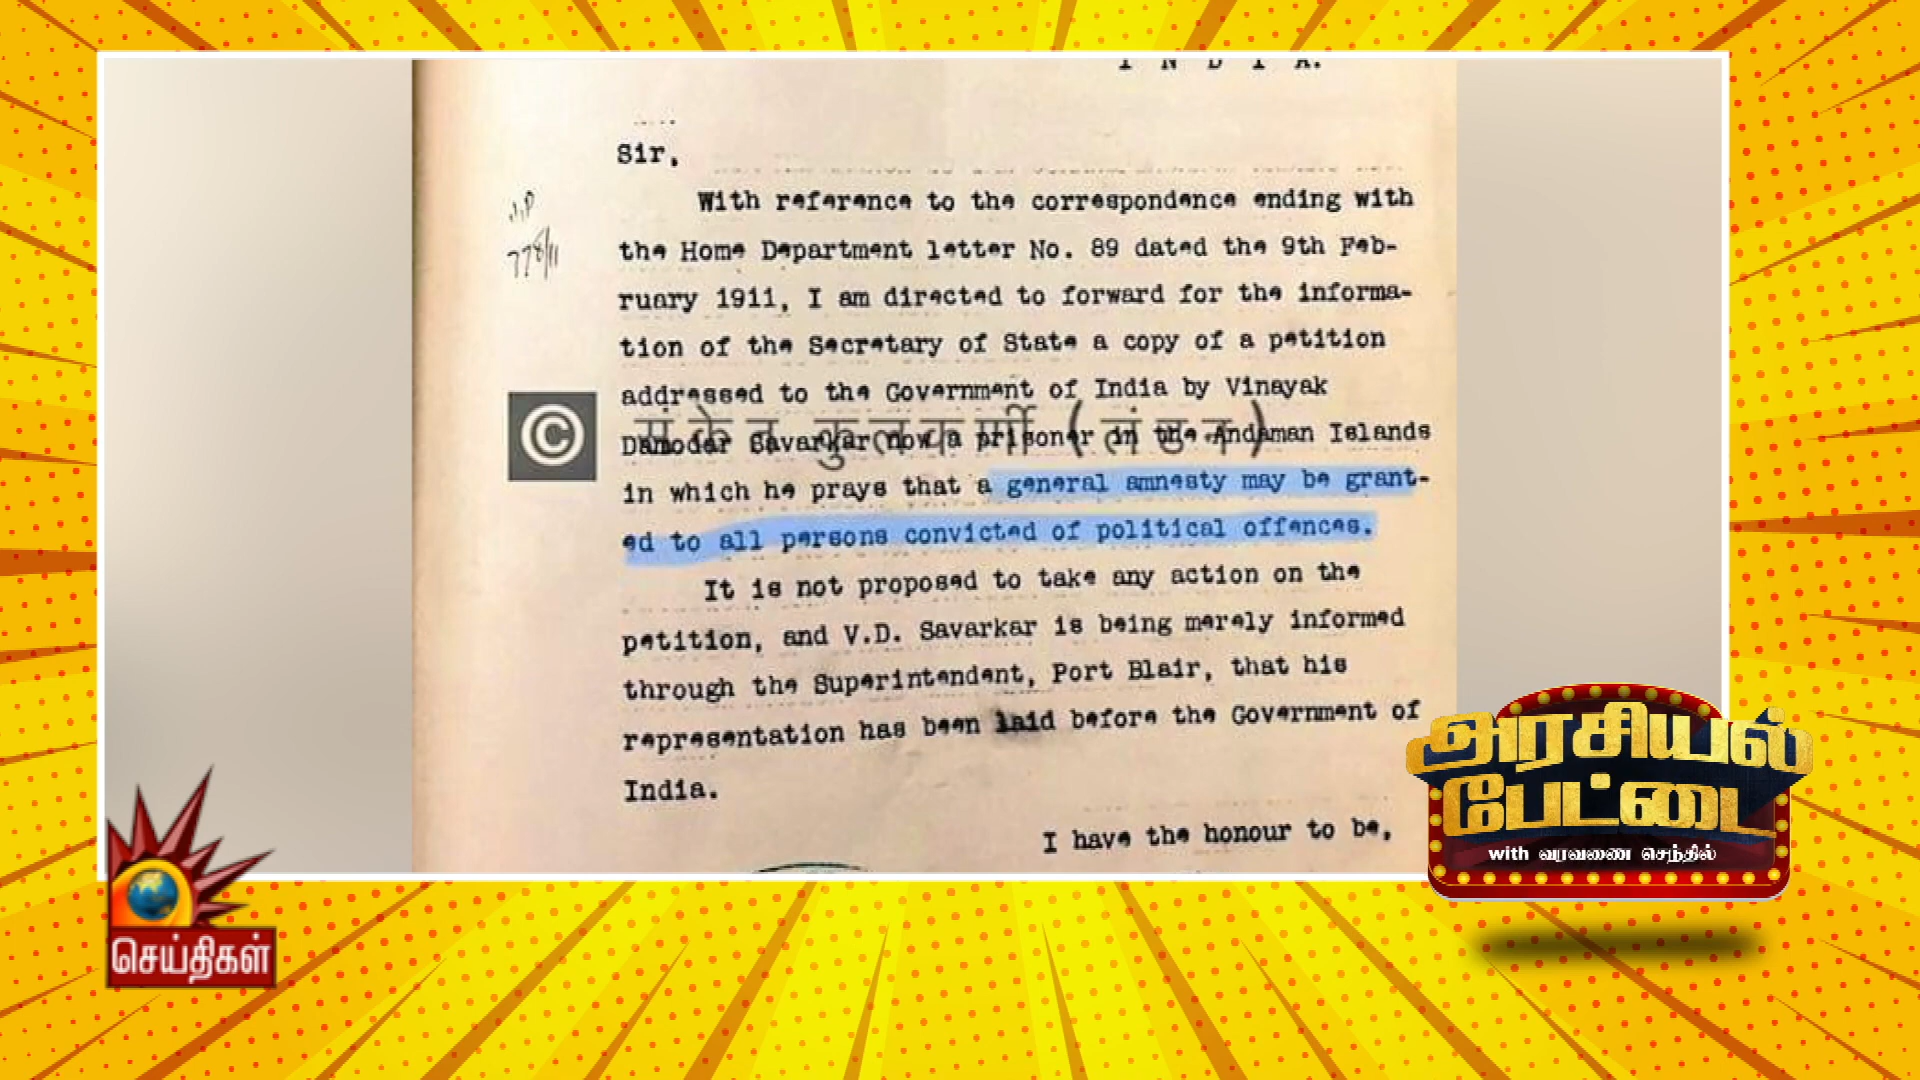 I N D I A.
Sir,
With reference to the correspondence ending with
the Home Department letter No. 89 dated the 9th Feb-
ruary 1911, I am directed to forward for the informa-
tion of the Secretary of State a copy of a petition
addressed to the Government of India by Vinayak
© संकेत कुलकर्णी (लंडन)
Damodar Savarkar now a prisoner in the Andaman Islands
in which he prays that a general amnesty may be grant-
ed to all persons convicted of political offences.
It is not proposed to take any action on the
petition, and V.D. Savarkar is being merely informed
through the Superintendent, Port Blair, that his
representation has been laid before the Government of
India.
I have the honour to be,
அரசியல்
பேட்டை
with வரவணை செந்தில்
செய்திகள்